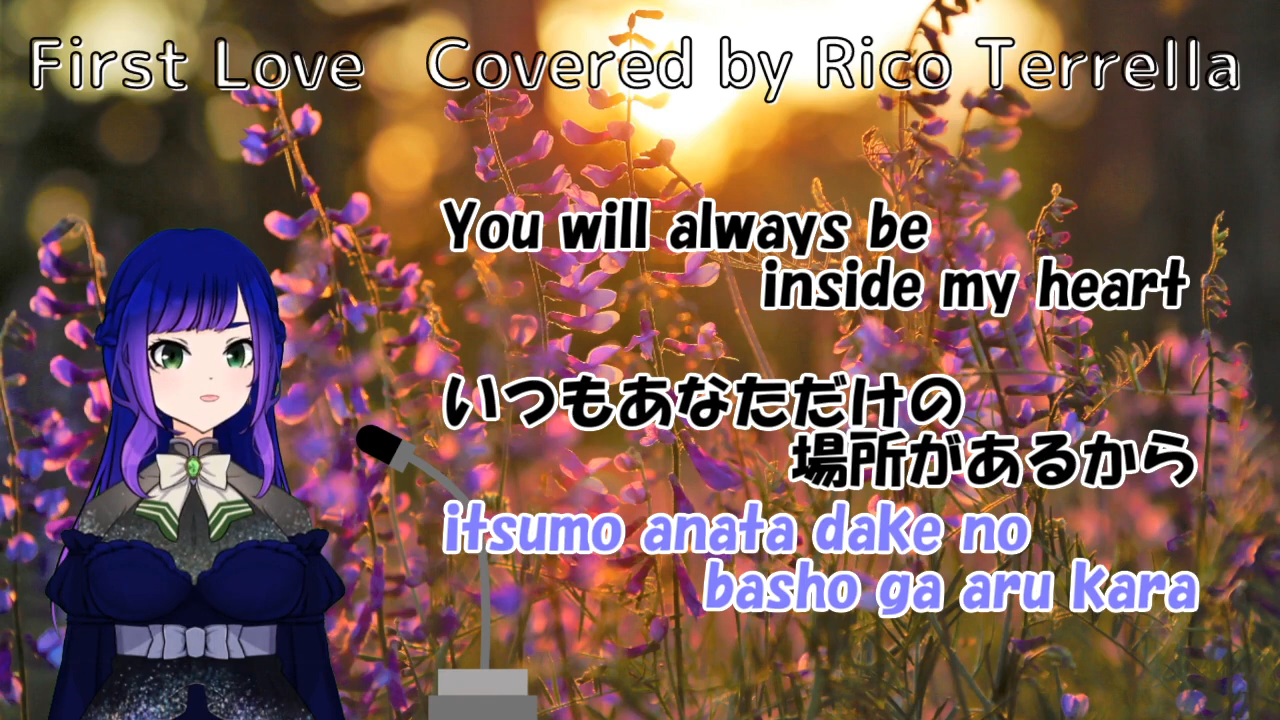 First Love　Covered by Rico Terrella
You will always be
inside my heart
いつもあなただけの
場所があるから
itsumo anata dake no
basho ga aru kara